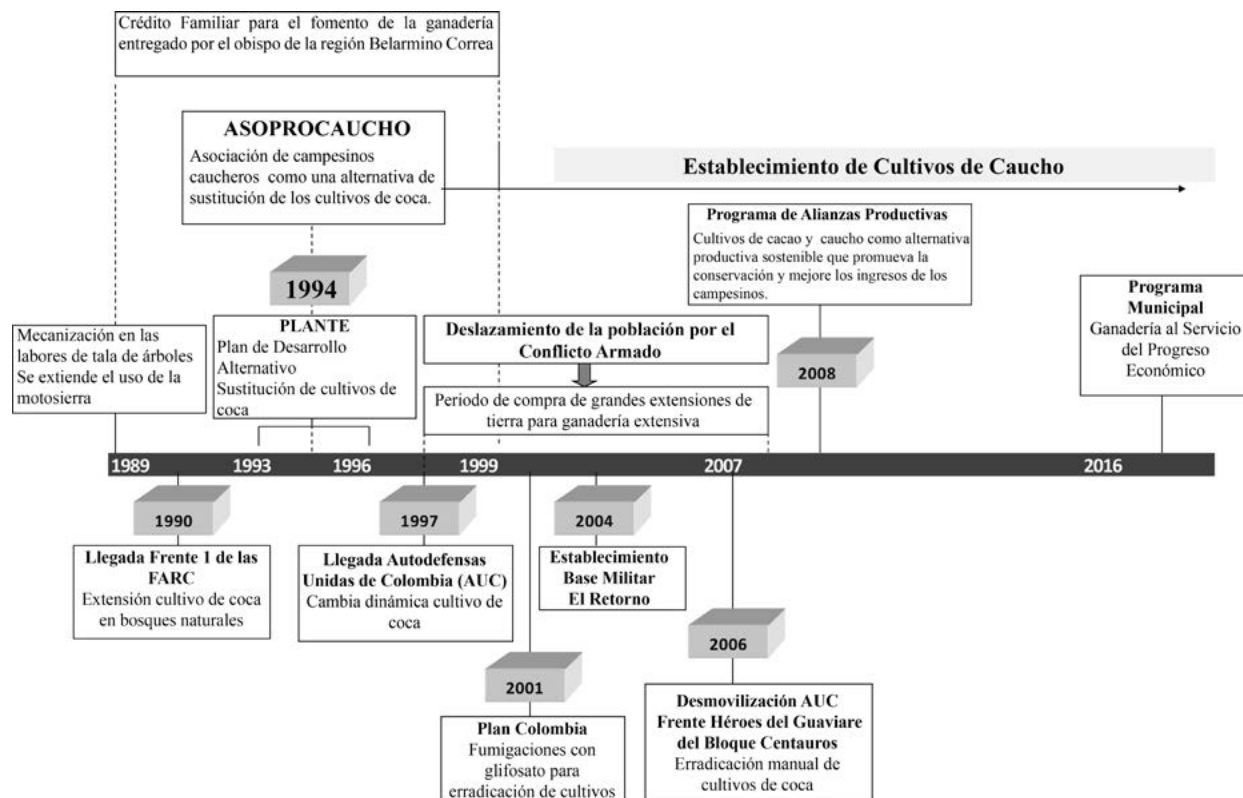 Crédito Familiar para el fomento de la ganadería
entregado por el obispo de la región Belarmino Correa
ASOPROCAUCHO
Asociación de campesinos
caucheros como una alternativa de
sustitución de los cultivos de coca.
Establecimiento de Cultivos de Caucho
Programa de Alianzas Productivas
Cultivos de cacao y caucho como alternativa
productiva sostenible que promueva la
conservación y mejore los ingresos de los
campesinos.
1994
Programa
Municipal
Ganadería al Servicio
del Progreso
Económico
Mecanización en las
labores de tala de árboles
Se extiende el uso de la
motosierra
PLANTE
Plan de Desarrollo
Alternativo
Sustitución de cultivos de
coca
Deslazamiento de la población por el
Conflicto Armado
Periodo de compra de grandes extensiones de
tierra para ganadería extensiva
2008
1989 1993 1996 1999 2007 2016
1990
Llegada Frente 1 de las
FARC
Extensión cultivo de coca
en bosques naturales
1997
Llegada Autodefensas
Unidas de Colombia (AUC)
Cambia dinámica cultivo de
coca
2004
Establecimiento
Base Militar
El Retorno
2001
Plan Colombia
Fumigaciones con
glifosato para
erradicación de cultivos
2006
Desmovilización AUC
Frente Héroes del Guaviare
del Bloque Centauros
Erradicación manual de
cultivos de coca